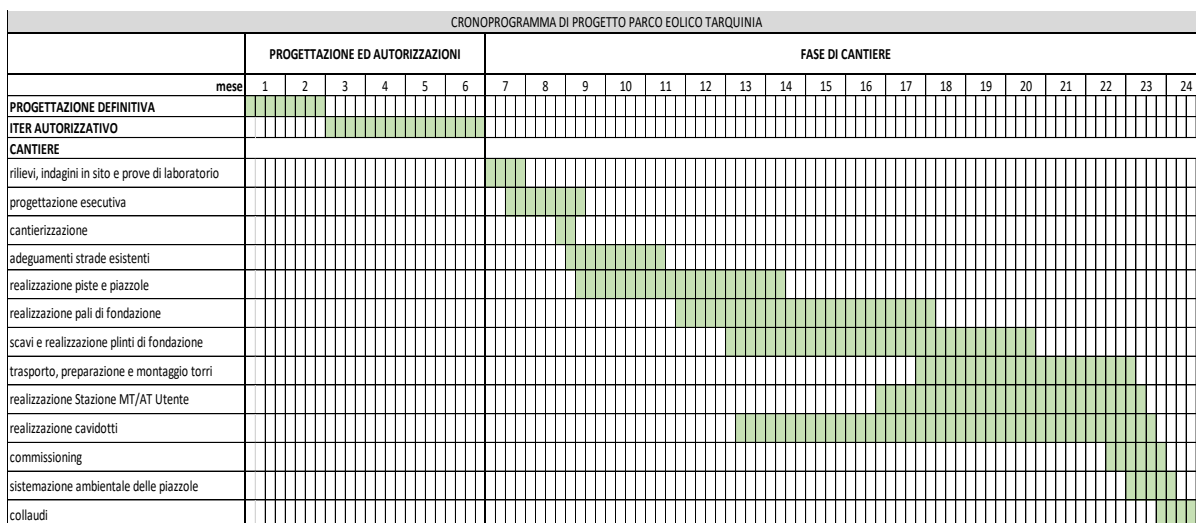 CRONOPROGRAMMA DI PROGETTO PARCO EOLICO TARQUINIA
PROGETTAZIONE ED AUTORIZZAZIONI FASE DI CANTIERE
mese 1 2 3 4 5 6 7 8 9 10 11 12 13 14 15 16 17 18 19 20 21 22 23 24
PROGETTAZIONE DEFINITIVA
ITER AUTORIZZATIVO
CANTIERE
rilievi, indagini in sito e prove di laboratorio
progettazione esecutiva
cantierizzazione
adeguamenti strade esistenti
realizzazione piste e piazzole
realizzazione pali di fondazione
scavi e realizzazione plinti di fondazione
trasporto, preparazione e montaggio torri
realizzazione Stazione MT/AT Utente
realizzazione cavidotti
commissioning
sistemazione ambientale delle piazzole
collaudi